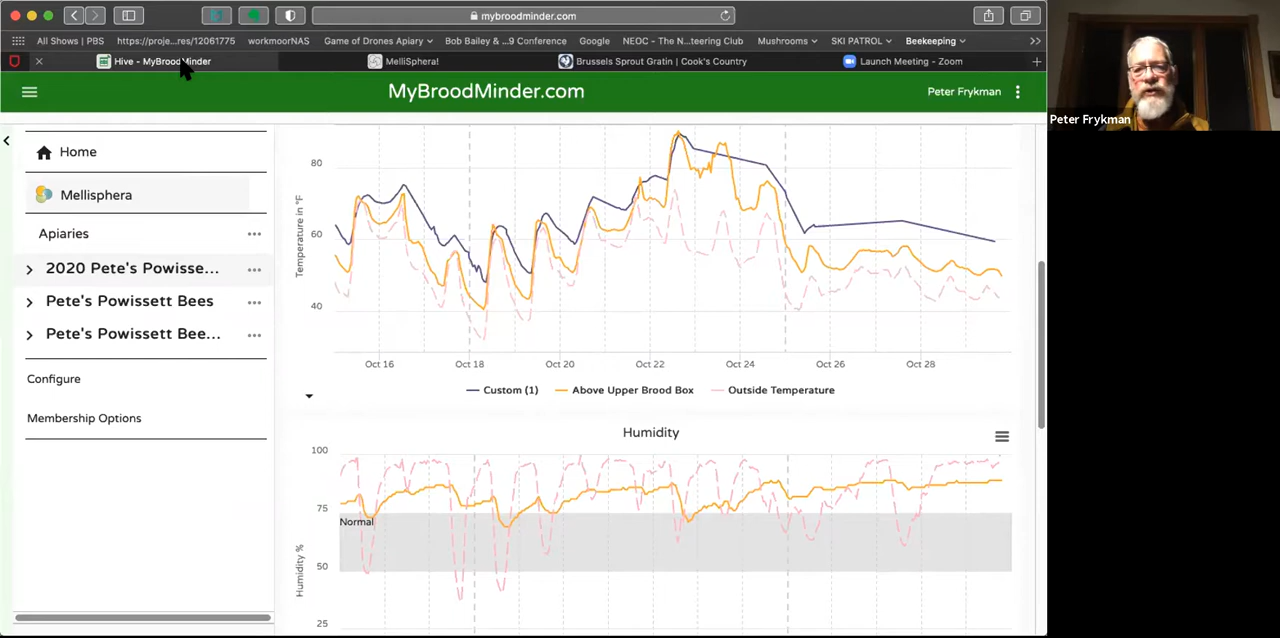 mybroodminder.com
All Shows | PBS
https://proje...res/12061775
workmoorNAS
Game of Drones Apiary
Bob Bailey & ...9 Conference
Google
NEOC - The N...teering Club
Mushrooms
SKI PATROL
Beekeeping
Hive - MyBroodMinder
MelliSphera!
Brussels Sprout Gratin | Cook's Country
Launch Meeting - Zoom
MyBroodMinder.com
Peter Frykman
Peter Frykman
Home
Mellisphera
Apiaries
2020 Pete's Powisse...
Pete's Powissett Bees
Pete's Powissett Bee...
Configure
Membership Options
Temperature in °F
80
60
40
Oct 16
Oct 18
Oct 20
Oct 22
Oct 24
Oct 26
Oct 28
Custom (1)
Above Upper Brood Box
Outside Temperature
Humidity
Humidity %
100
75
50
25
Normal